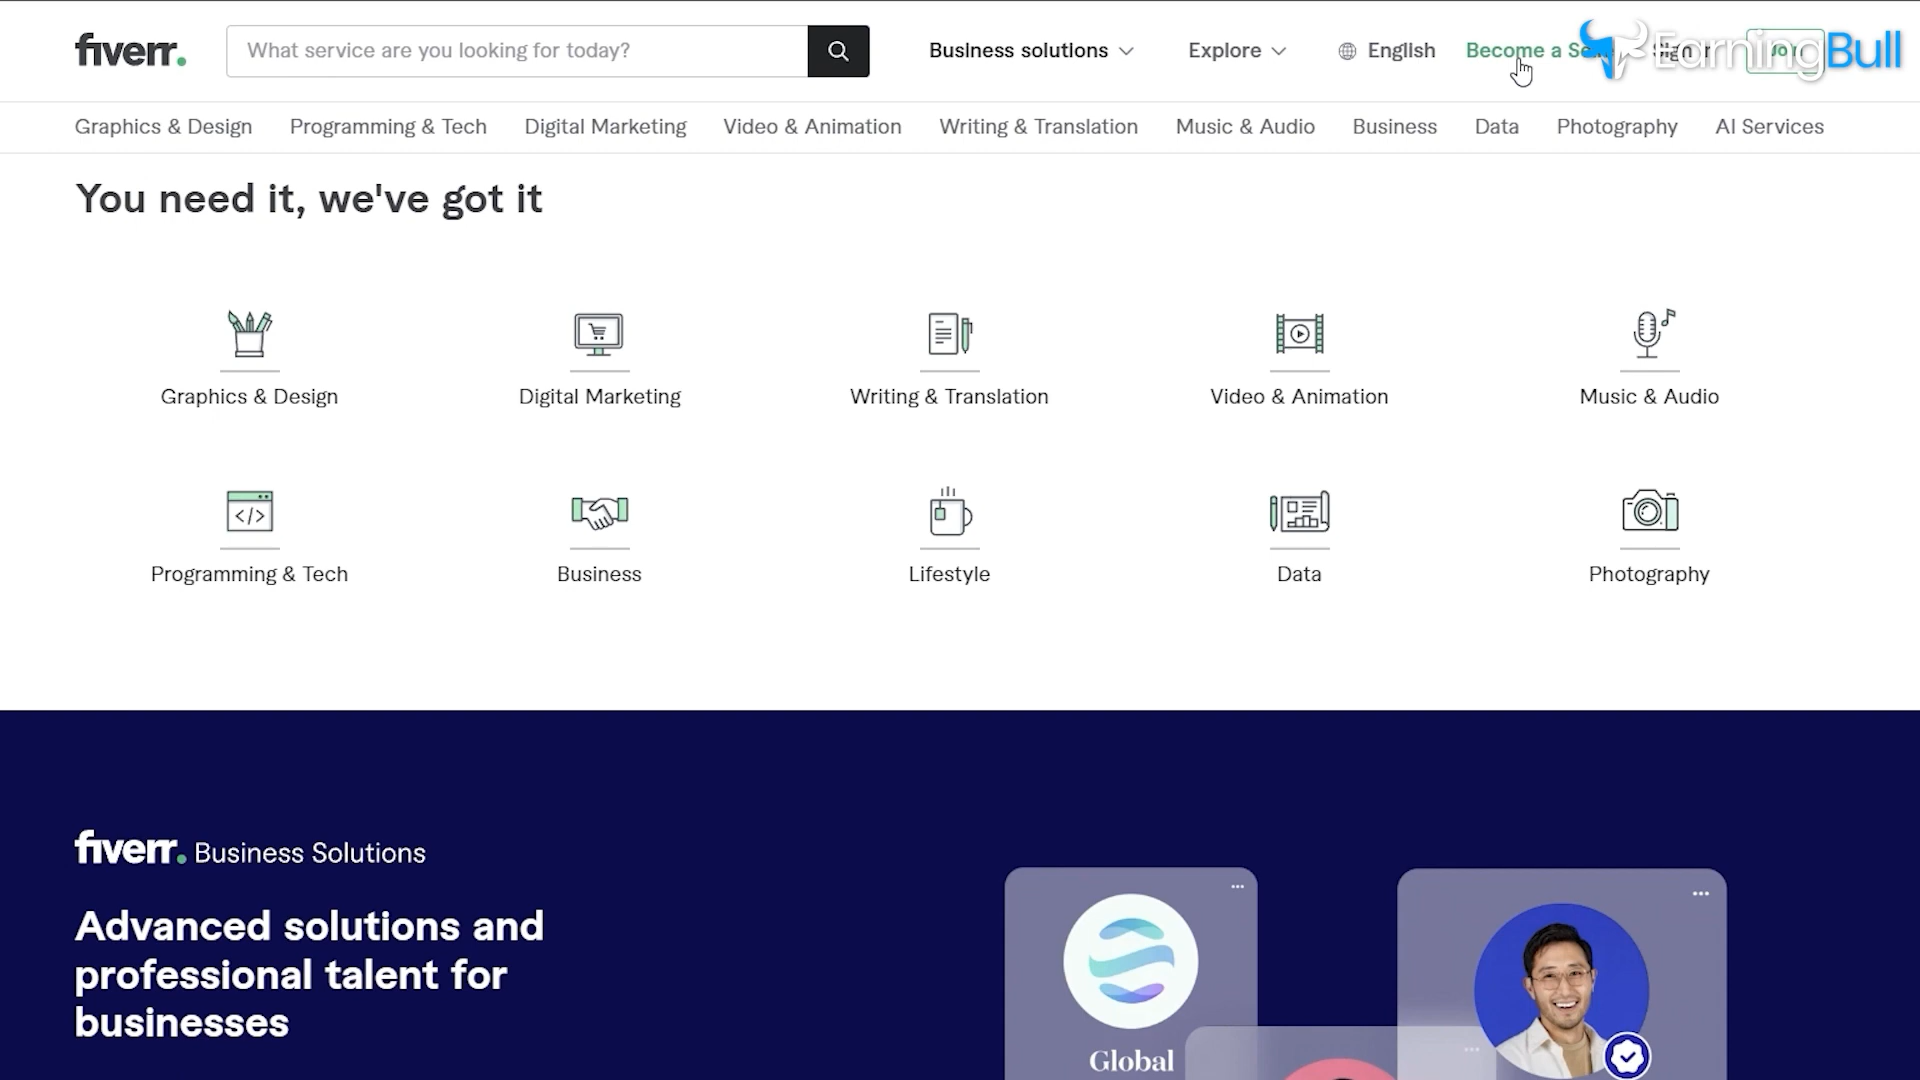 fiverr.
What service are you looking for today?
Business solutions
Explore
English
Become a
EarningBull
Graphics & Design
Programming & Tech
Digital Marketing
Video & Animation
Writing & Translation
Music & Audio
Business
Data
Photography
AI Services
You need it, we've got it
Graphics & Design
Digital Marketing
Writing & Translation
Video & Animation
Music & Audio
Programming & Tech
Business
Lifestyle
Data
Photography
fiverr. Business Solutions
Advanced solutions and
professional talent for
businesses
Global